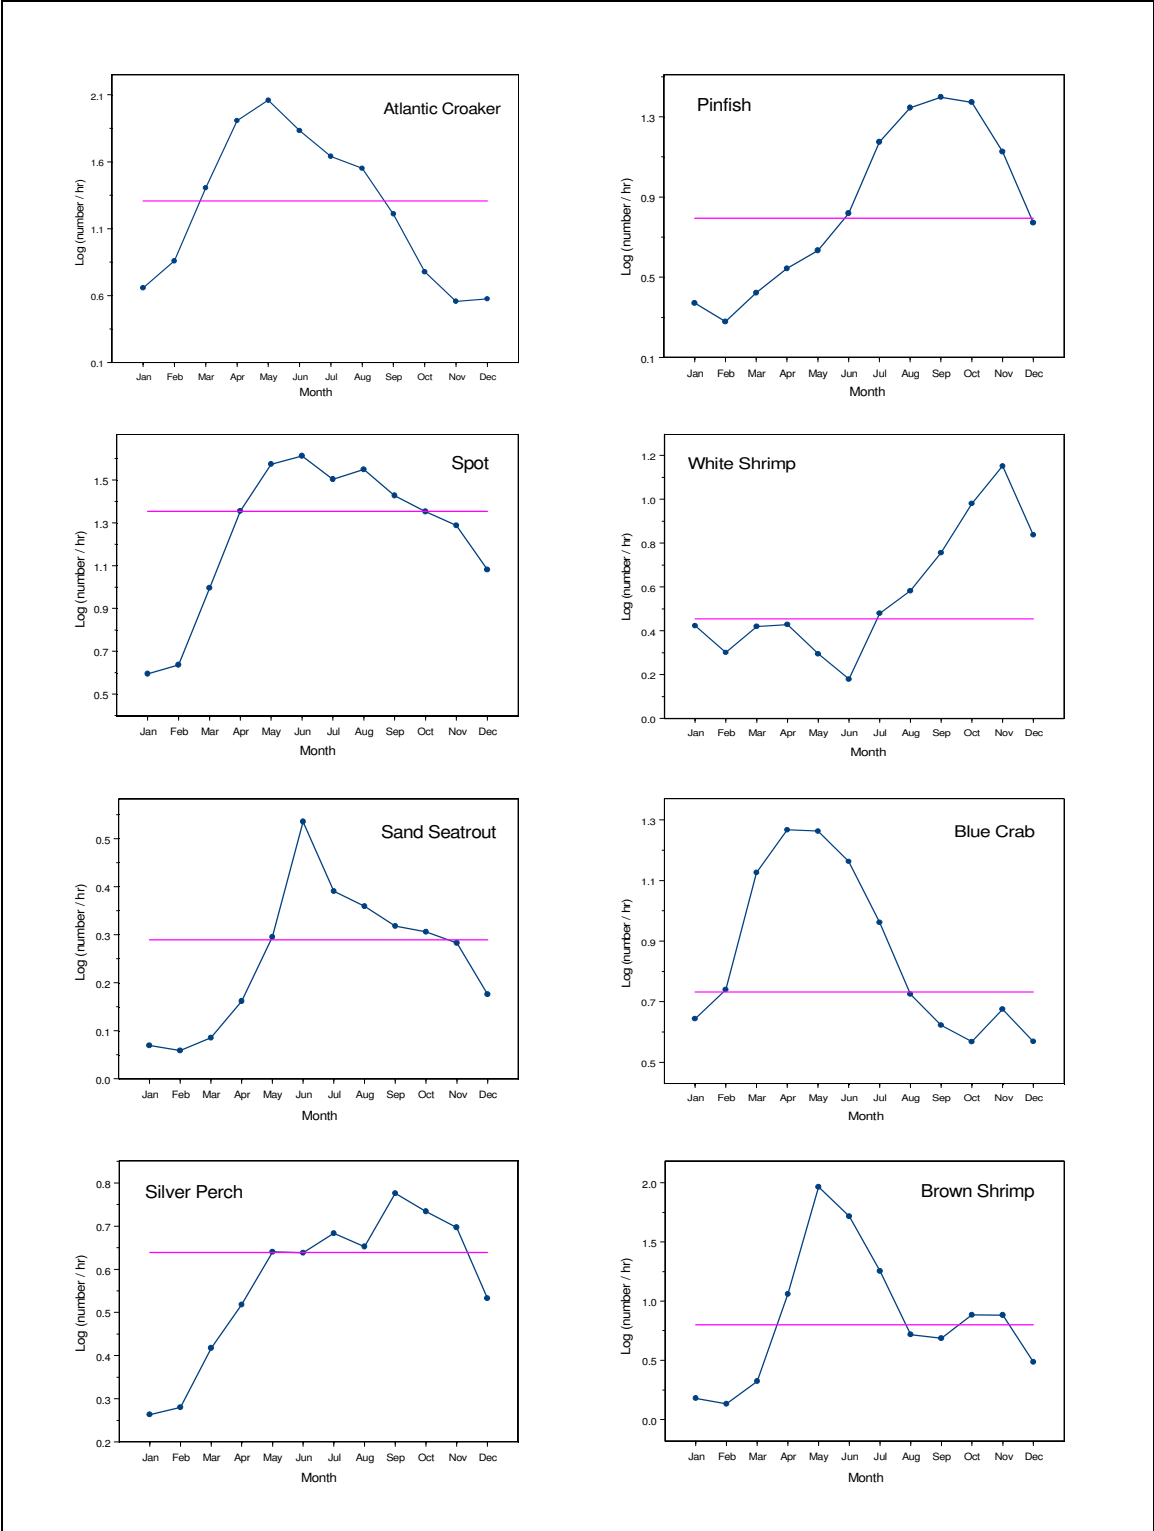 Atlantic Croaker
Log (number / hr)
2.1
1.6
1.1
0.6
0.1
Jan Feb Mar Apr May Jun Jul Aug Sep Oct Nov Dec
Month
Pinfish
Log (number / hr)
1.3
0.9
0.5
0.1
Jan Feb Mar Apr May Jun Jul Aug Sep Oct Nov Dec
Month
Spot
Log (number / hr)
1.5
1.3
1.1
0.9
0.7
0.5
Jan Feb Mar Apr May Jun Jul Aug Sep Oct Nov Dec
Month
White Shrimp
Log (number / hr)
1.2
1.0
0.8
0.6
0.4
0.2
0.0
Jan Feb Mar Apr May Jun Jul Aug Sep Oct Nov Dec
Month
Sand Seatrout
Log (number / hr)
0.5
0.4
0.3
0.2
0.1
0.0
Jan Feb Mar Apr May Jun Jul Aug Sep Oct Nov Dec
Month
Blue Crab
Log (number / hr)
1.3
1.1
0.9
0.7
0.5
Jan Feb Mar Apr May Jun Jul Aug Sep Oct Nov Dec
Month
Silver Perch
Log (number / hr)
0.8
0.7
0.6
0.5
0.4
0.3
0.2
Jan Feb Mar Apr May Jun Jul Aug Sep Oct Nov Dec
Month
Brown Shrimp
Log (number / hr)
2.0
1.5
1.0
0.5
0.0
Jan Feb Mar Apr May Jun Jul Aug Sep Oct Nov Dec
Month